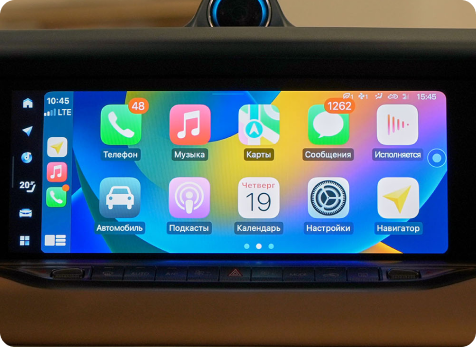 10:45
LTE
15:45
48
1262
Телефон
Музыка
Карты
Сообщения
Исполняется
20
Четверг
19
Автомобиль
Подкасты
Календарь
Настройки
Навигатор
AUTO